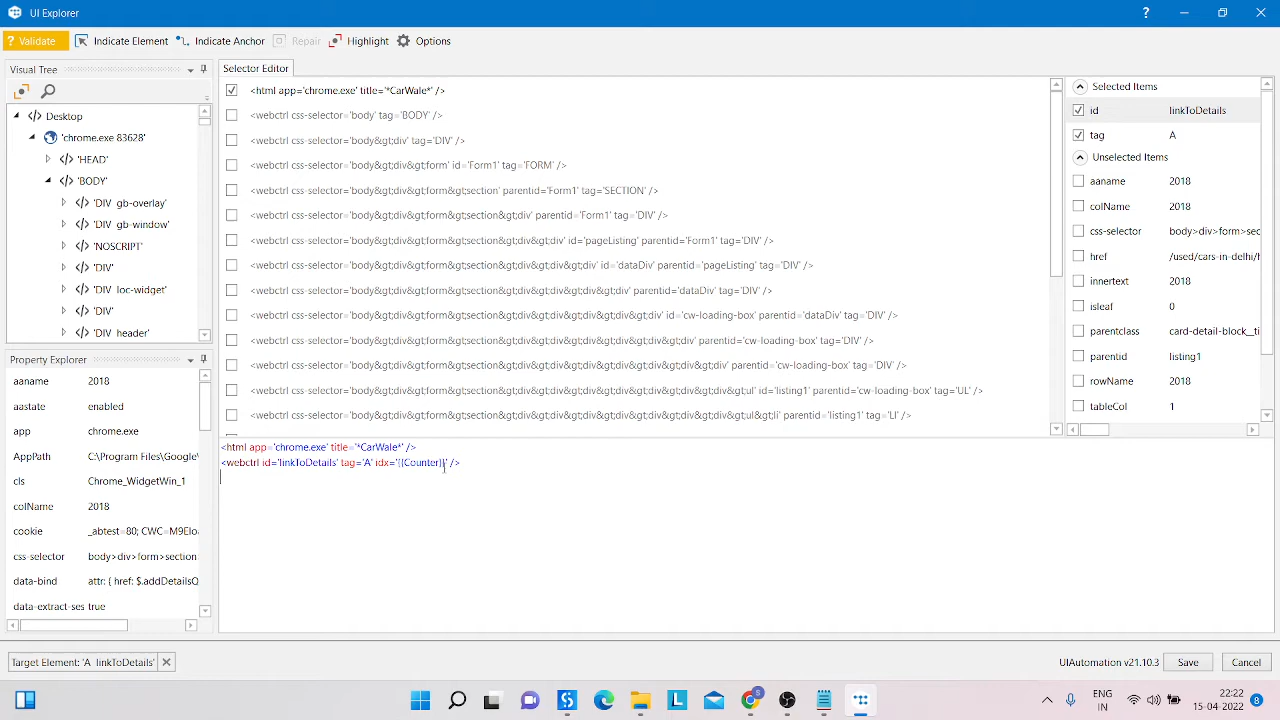 UI Explorer
? Validate
Indicate Element
Indicate Anchor
Repair
Highlight
Options
Visual Tree
Desktop
'chrome.exe 83628'
'HEAD'
'BODY'
'DIV gb-overlay'
'DIV gb-window'
'NOSCRIPT'
'DIV'
'DIV loc-widget'
'DIV'
'DIV header'
Property Explorer
aaname 2018
aastate enabled
app chrome.exe
AppPath C:\Program Files\Google\
cls Chrome_WidgetWin_1
colName 2018
cookie _abtest=80; CWC=M9Elo
css-selector body>div>form>section>
data-bind attr: { href: $.addDetailsQ
data-extract-ses true
Selector Editor
<html app='chrome.exe' title='*CarWale*' />
<webctrl css-selector='body' tag='BODY' />
<webctrl css-selector='body&gt;div' tag='DIV' />
<webctrl css-selector='body&gt;div&gt;form' id='Form1' tag='FORM' />
<webctrl css-selector='body&gt;div&gt;form&gt;section' parentid='Form1' tag='SECTION' />
<webctrl css-selector='body&gt;div&gt;form&gt;section&gt;div' parentid='Form1' tag='DIV' />
<webctrl css-selector='body&gt;div&gt;form&gt;section&gt;div&gt;div' id='pageListing' parentid='Form1' tag='DIV' />
<webctrl css-selector='body&gt;div&gt;form&gt;section&gt;div&gt;div&gt;div' id='dataDiv' parentid='pageListing' tag='DIV' />
<webctrl css-selector='body&gt;div&gt;form&gt;section&gt;div&gt;div&gt;div&gt;div' parentid='dataDiv' tag='DIV' />
<webctrl css-selector='body&gt;div&gt;form&gt;section&gt;div&gt;div&gt;div&gt;div&gt;div' id='cw-loading-box' parentid='dataDiv' tag='DIV' />
<webctrl css-selector='body&gt;div&gt;form&gt;section&gt;div&gt;div&gt;div&gt;div&gt;div&gt;div' parentid='cw-loading-box' tag='DIV' />
<webctrl css-selector='body&gt;div&gt;form&gt;section&gt;div&gt;div&gt;div&gt;div&gt;div&gt;div&gt;div' parentid='cw-loading-box' tag='DIV' />
<webctrl css-selector='body&gt;div&gt;form&gt;section&gt;div&gt;div&gt;div&gt;div&gt;div&gt;div&gt;div&gt;ul' id='listing1' parentid='cw-loading-box' tag='UL' />
<webctrl css-selector='body&gt;div&gt;form&gt;section&gt;div&gt;div&gt;div&gt;div&gt;div&gt;div&gt;div&gt;ul&gt;li' parentid='listing1' tag='LI' />
<html app='chrome.exe' title='*CarWale*' />
<webctrl id='linkToDetails' tag='A' idx='{{Counter}}' />
Selected Items
id linkToDetails
tag A
Unselected Items
aaname 2018
colName 2018
css-selector body>div>form>sec
href /used/cars-in-delhi/
innertext 2018
isleaf 0
parentclass card-detail-block__ti
parentid listing1
rowName 2018
tableCol 1
Target Element: 'A linkToDetails'
UIAutomation v21.10.3
Save
Cancel
ENG
IN
22:22
15-04-2022
8